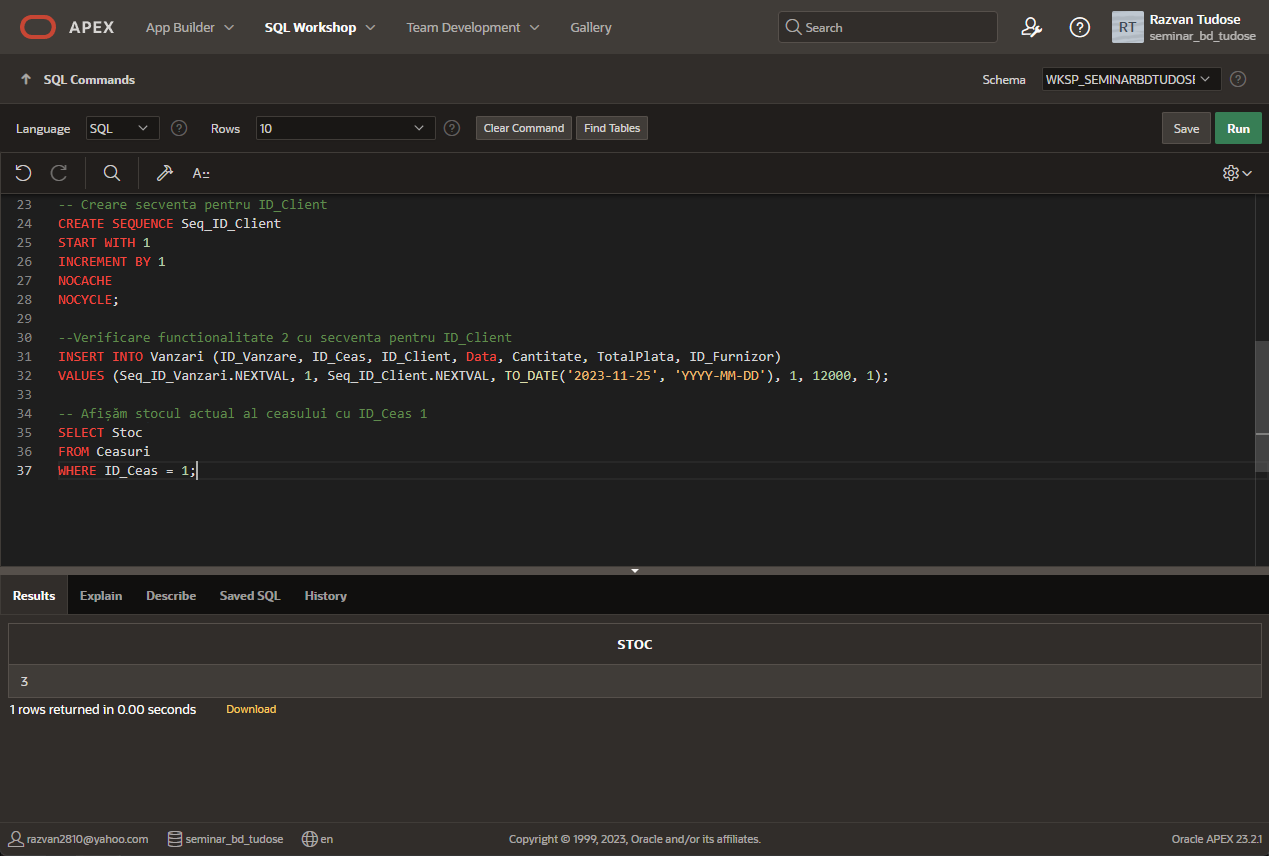 APEX App Builder SQL Workshop Team Development Gallery Search RT Razvan Tudose
seminar_bd_tudose
SQL Commands Schema WKSP_SEMINARBDTUDOSE
Language SQL Rows 10 Clear Command Find Tables Save Run
A::
23 -- Creare secventa pentru ID_Client
24 CREATE SEQUENCE Seq_ID_Client
25 START WITH 1
26 INCREMENT BY 1
27 NOCACHE
28 NOCYCLE;
29
30 --Verificare functionalitate 2 cu secventa pentru ID_Client
31 INSERT INTO Vanzari (ID_Vanzare, ID_Ceas, ID_Client, Data, Cantitate, TotalPlata, ID_Furnizor)
32 VALUES (Seq_ID_Vanzari.NEXTVAL, 1, Seq_ID_Client.NEXTVAL, TO_DATE('2023-11-25', 'YYYY-MM-DD'), 1, 12000, 1);
33
34 -- Afișăm stocul actual al ceasului cu ID_Ceas 1
35 SELECT Stoc
36 FROM Ceasuri
37 WHERE ID_Ceas = 1;
Results Explain Describe Saved SQL History
STOC
3
1 rows returned in 0.00 seconds Download
razvan2810@yahoo.com seminar_bd_tudose en Copyright © 1999, 2023, Oracle and/or its affiliates. Oracle APEX 23.2.1